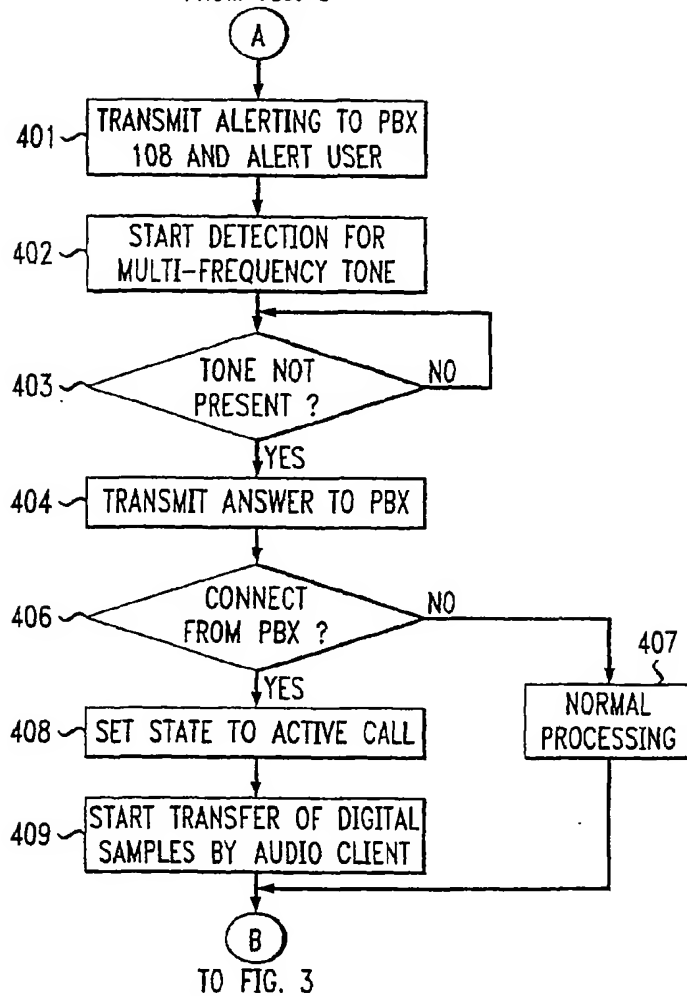 A
401
TRANSMIT ALERTING TO PBX
108 AND ALERT USER
402
START DETECTION FOR
MULTI-FREQUENCY TONE
403
TONE NOT
PRESENT ?
NO
YES
404
TRANSMIT ANSWER TO PBX
406
CONNECT
FROM PBX ?
NO
YES
407
NORMAL
PROCESSING
408
SET STATE TO ACTIVE CALL
409
START TRANSFER OF DIGITAL
SAMPLES BY AUDIO CLIENT
B
TO FIG. 3